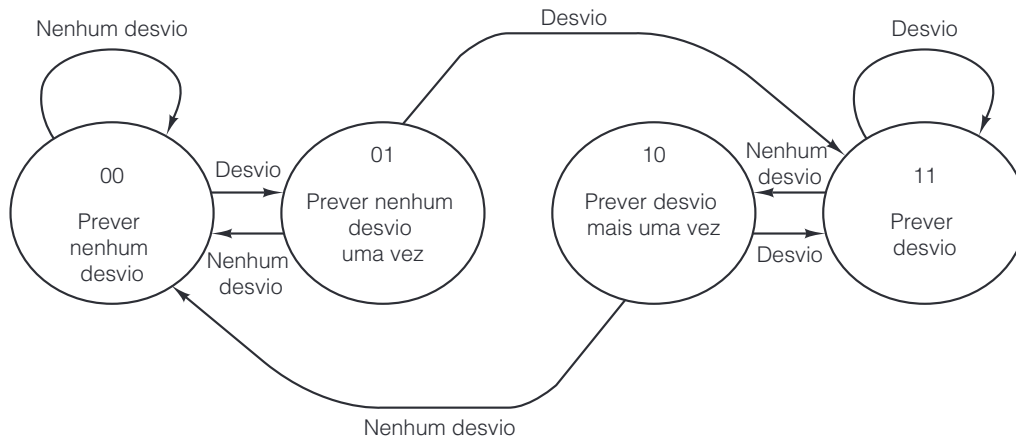 Nenhum desvio
Desvio
Desvio
00
Prever
nenhum
desvio
Desvio
Nenhum
desvio
01
Prever nenhum
desvio
uma vez
10
Prever desvio
mais uma vez
Nenhum
desvio
Desvio
11
Prever
desvio
Nenhum desvio